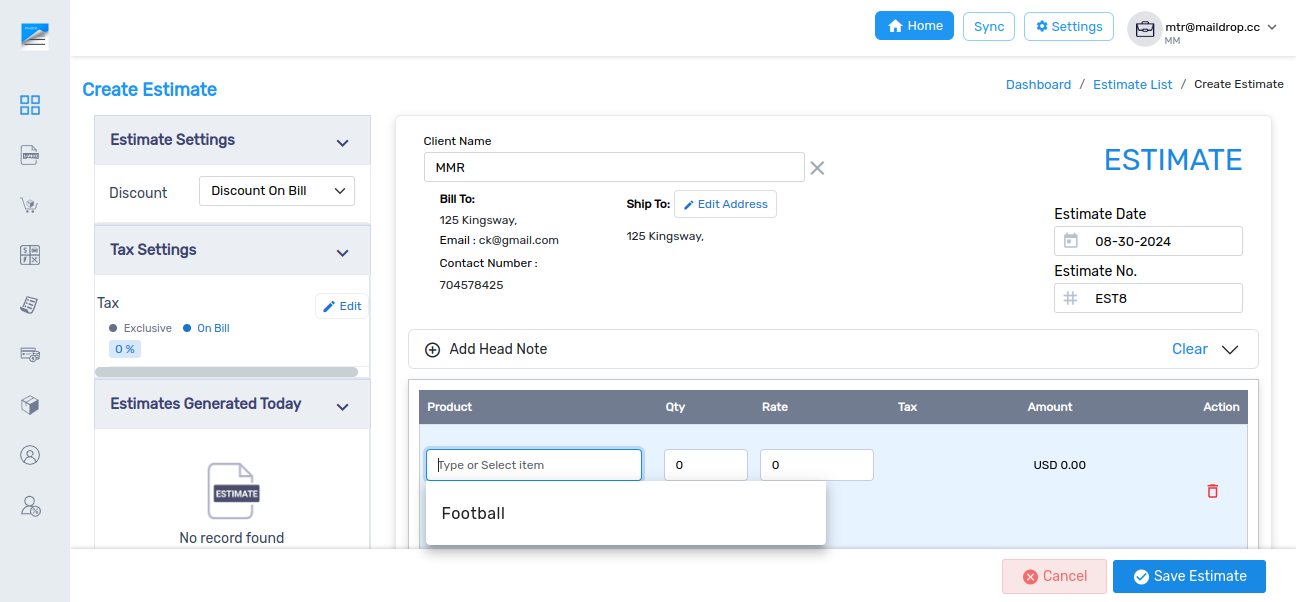 Home
Sync
Settings
mtr@maildrop.cc
MM
Create Estimate
Dashboard / Estimate List / Create Estimate
Estimate Settings
Discount
Discount On Bill
Tax Settings
Tax
Edit
Exclusive
On Bill
0 %
Estimates Generated Today
ESTIMATE
No record found
Client Name
MMR
Bill To:
125 Kingsway,
Email : ck@gmail.com
Contact Number :
704578425
Ship To:
Edit Address
125 Kingsway,
ESTIMATE
Estimate Date
08-30-2024
Estimate No.
EST8
Add Head Note
Clear
Product Qty Rate Tax Amount Action
Type or Select item
0
0
USD 0.00
Football
Cancel
Save Estimate